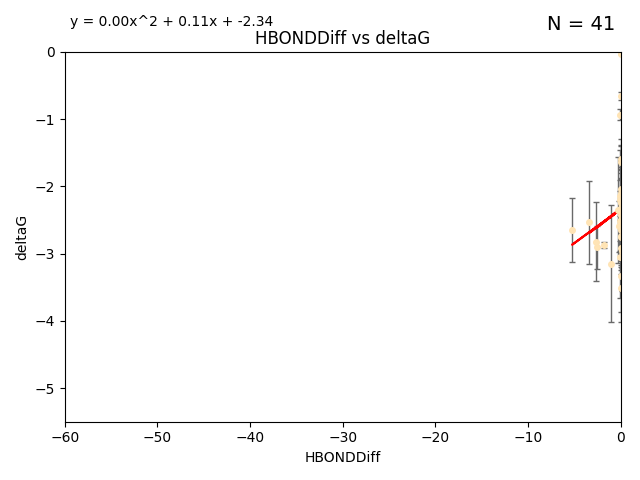 y = 0.00x^2 + 0.11x + -2.34
N = 41
HBONDDiff vs deltaG
0
−1
−2
−3
−4
−5
deltaG
−60 −50 −40 −30 −20 −10 0
HBONDDiff